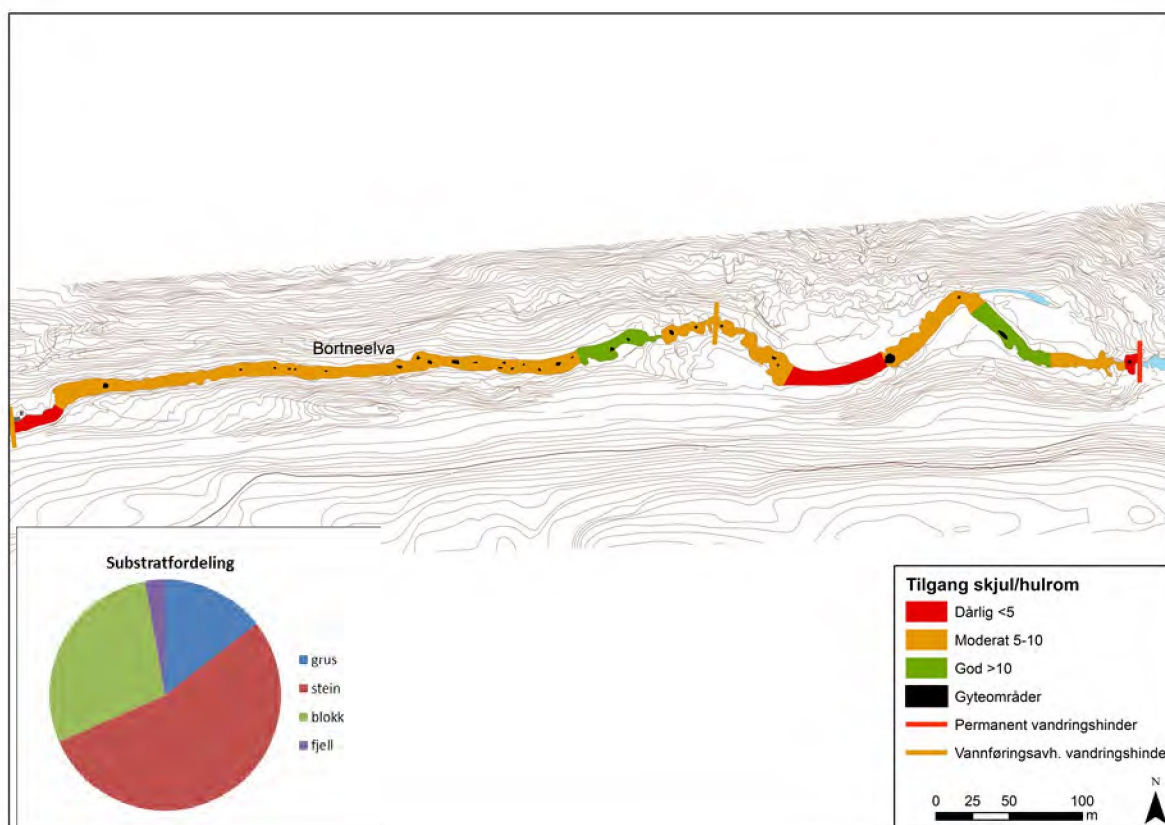 Bortneelva
Substratfordeling
grus
stein
blokk
fjell
Tilgang skjul/hulrom
Dårlig <5
Moderat 5-10
God >10
Gyteområder
Permanent vandringshinder
Vannføringsavh. vandringshinder
N
0 25 50 100
m